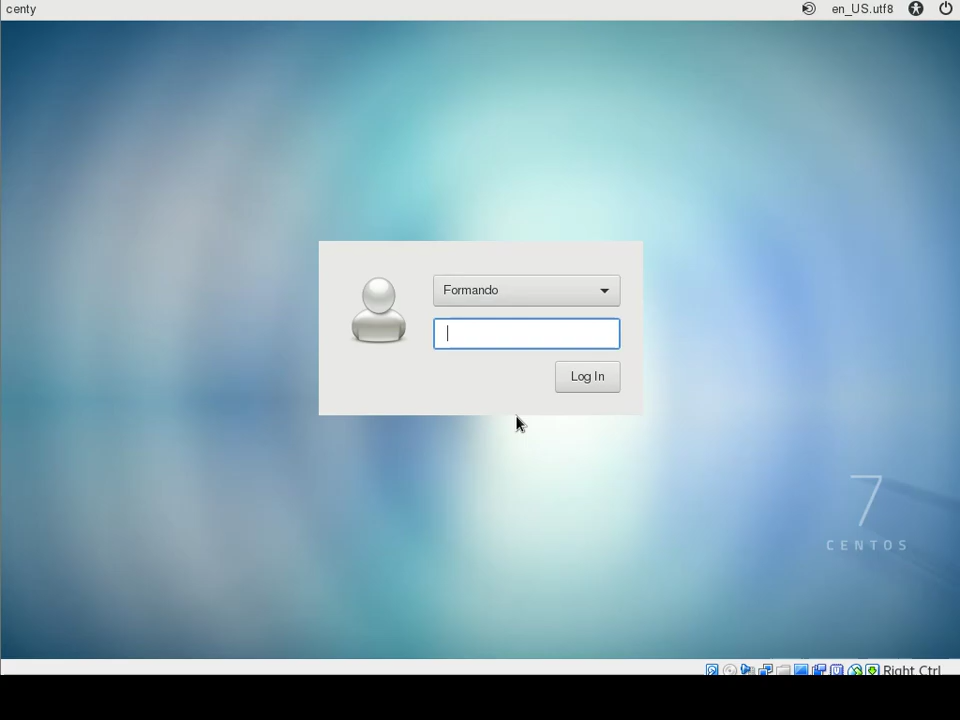 centy
en_US.utf8
Formando
Log In
7
CENTOS
Right Ctrl